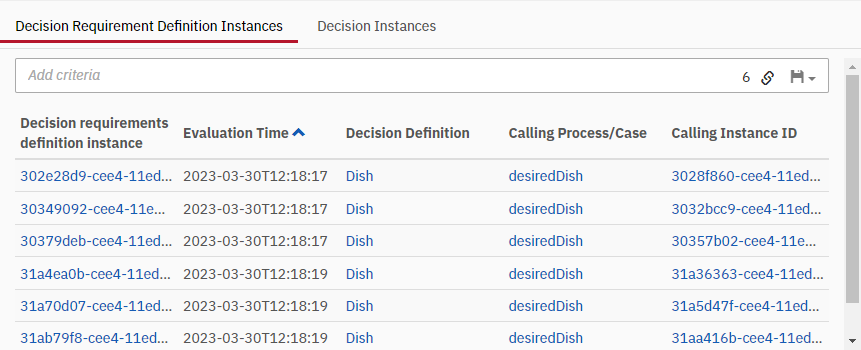 Decision Requirement Definition Instances Decision Instances
Add criteria 6
Decision requirements definition instance Evaluation Time Decision Definition Calling Process/Case Calling Instance ID
302e28d9-cee4-11ed... 2023-03-30T12:18:17 Dish desiredDish 3028f860-cee4-11ed...
30349092-cee4-11e... 2023-03-30T12:18:17 Dish desiredDish 3032bcc9-cee4-11ed...
30379deb-cee4-11ed... 2023-03-30T12:18:17 Dish desiredDish 30357b02-cee4-11e...
31a4ea0b-cee4-11ed... 2023-03-30T12:18:19 Dish desiredDish 31a36363-cee4-11ed...
31a70d07-cee4-11ed... 2023-03-30T12:18:19 Dish desiredDish 31a5d47f-cee4-11ed...
31ab79f8-cee4-11ed... 2023-03-30T12:18:19 Dish desiredDish 31aa416b-cee4-11ed...